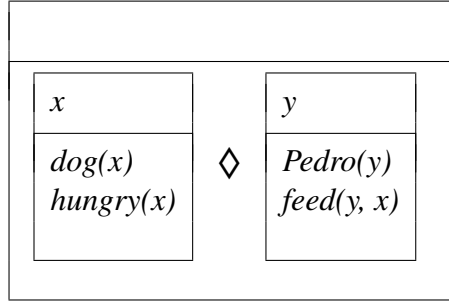 x
dog(x)
hungry(x)
◊
y
Pedro(y)
feed(y, x)